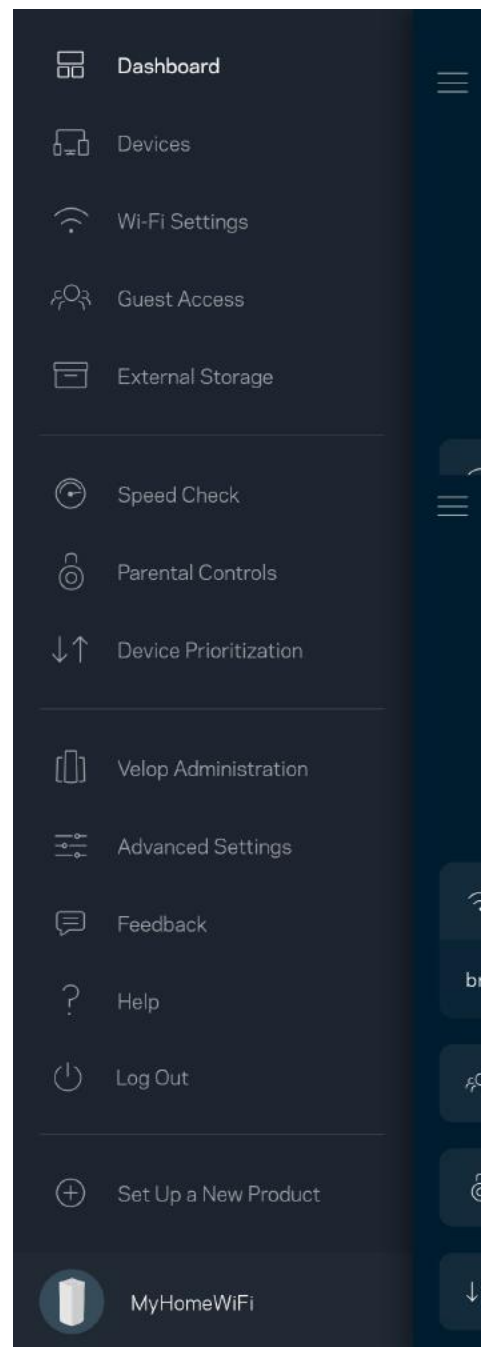 Dashboard
Devices
Wi-Fi Settings
Guest Access
External Storage
Speed Check
Parental Controls
Device Prioritization
Velop Administration
Advanced Settings
Feedback
br
Help
Log Out
Set Up a New Product
MyHomeWiFi